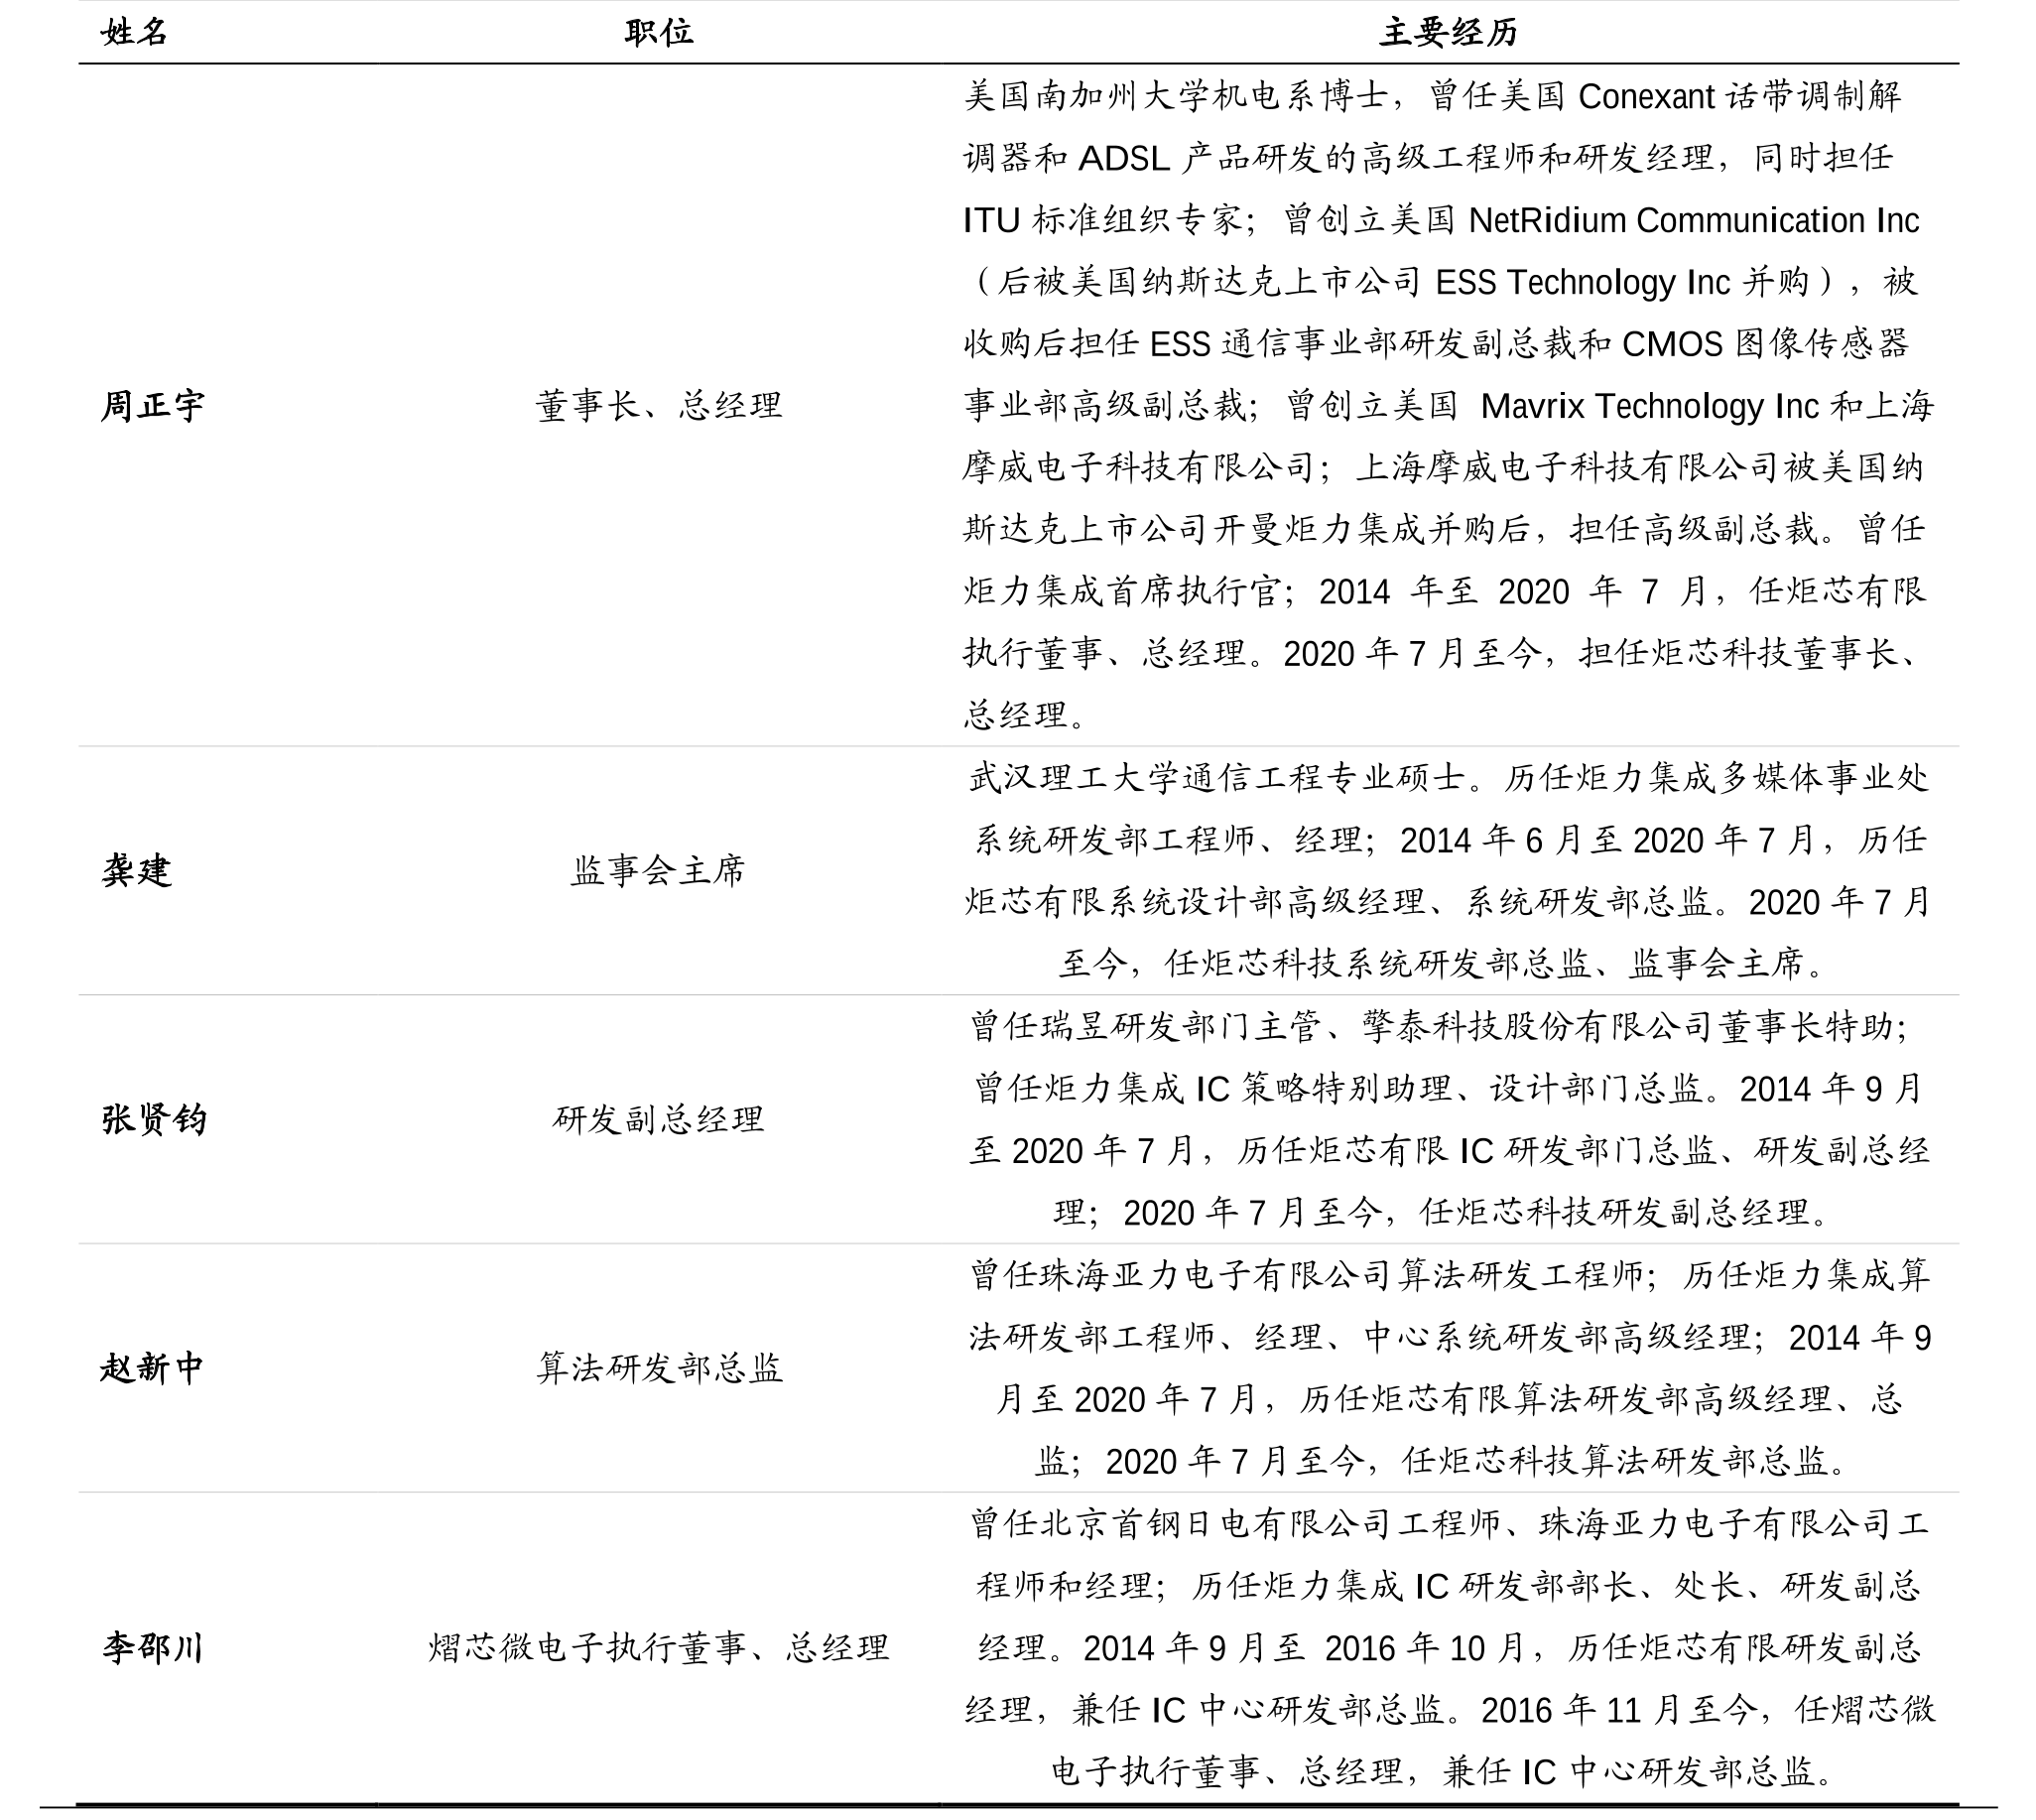 姓名 职位 主要经历
美国南加州大学机电系博士，曾任美国 Conexant 话带调制解
调器和 ADSL 产品研发的高级工程师和研发经理，同时担任
ITU 标准组织专家；曾创立美国 NetRidium Communication Inc
（后被美国纳斯达克上市公司 ESS Technology Inc 并购），被
收购后担任 ESS 通信事业部研发副总裁和 CMOS 图像传感器
周正宇 董事长、总经理 事业部高级副总裁；曾创立美国 Mavrix Technology Inc 和上海
摩威电子科技有限公司；上海摩威电子科技有限公司被美国纳
斯达克上市公司开曼炬力集成并购后，担任高级副总裁。曾任
炬力集成首席执行官；2014 年至 2020 年 7 月，任炬芯有限
执行董事、总经理。2020 年 7 月至今，担任炬芯科技董事长、
总经理。
武汉理工大学通信工程专业硕士。历任炬力集成多媒体事业处
系统研发部工程师、经理；2014 年 6 月至 2020 年 7 月，历任
龚建 监事会主席 炬芯有限系统设计部高级经理、系统研发部总监。2020 年 7 月
至今，任炬芯科技系统研发部总监、监事会主席。
曾任瑞昱研发部门主管、擎泰科技股份有限公司董事长特助；
曾任炬力集成 IC 策略特别助理、设计部门总监。2014 年 9 月
张贤钧 研发副总经理 至 2020 年 7 月，历任炬芯有限 IC 研发部门总监、研发副总经
理；2020 年 7 月至今，任炬芯科技研发副总经理。
曾任珠海亚力电子有限公司算法研发工程师；历任炬力集成算
法研发部工程师、经理、中心系统研发部高级经理；2014 年 9
赵新中 算法研发部总监 月至 2020 年 7 月，历任炬芯有限算法研发部高级经理、总
监；2020 年 7 月至今，任炬芯科技算法研发部总监。
曾任北京首钢日电有限公司工程师、珠海亚力电子有限公司工
程师和经理；历任炬力集成 IC 研发部部长、处长、研发副总
李邵川 熠芯微电子执行董事、总经理 经理。2014 年 9 月至 2016 年 10 月，历任炬芯有限研发副总
经理，兼任 IC 中心研发部总监。2016 年 11 月至今，任熠芯微
电子执行董事、总经理，兼任 IC 中心研发部总监。